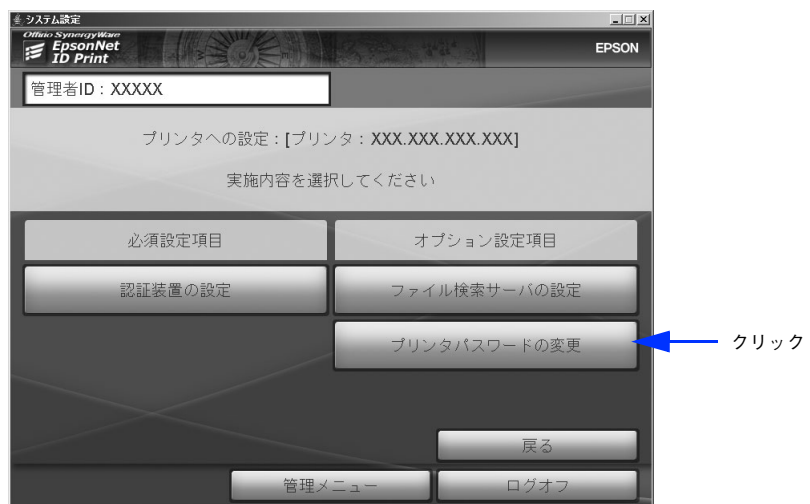 システム設定
Offirio SynergyWare
EpsonNet
ID Print
EPSON
管理者ID：XXXXX
プリンタへの設定：[プリンタ：XXX.XXX.XXX.XXX]
実施内容を選択してください
必須設定項目
オプション設定項目
認証装置の設定
ファイル検索サーバの設定
プリンタパスワードの変更
クリック
戻る
管理メニュー
ログオフ